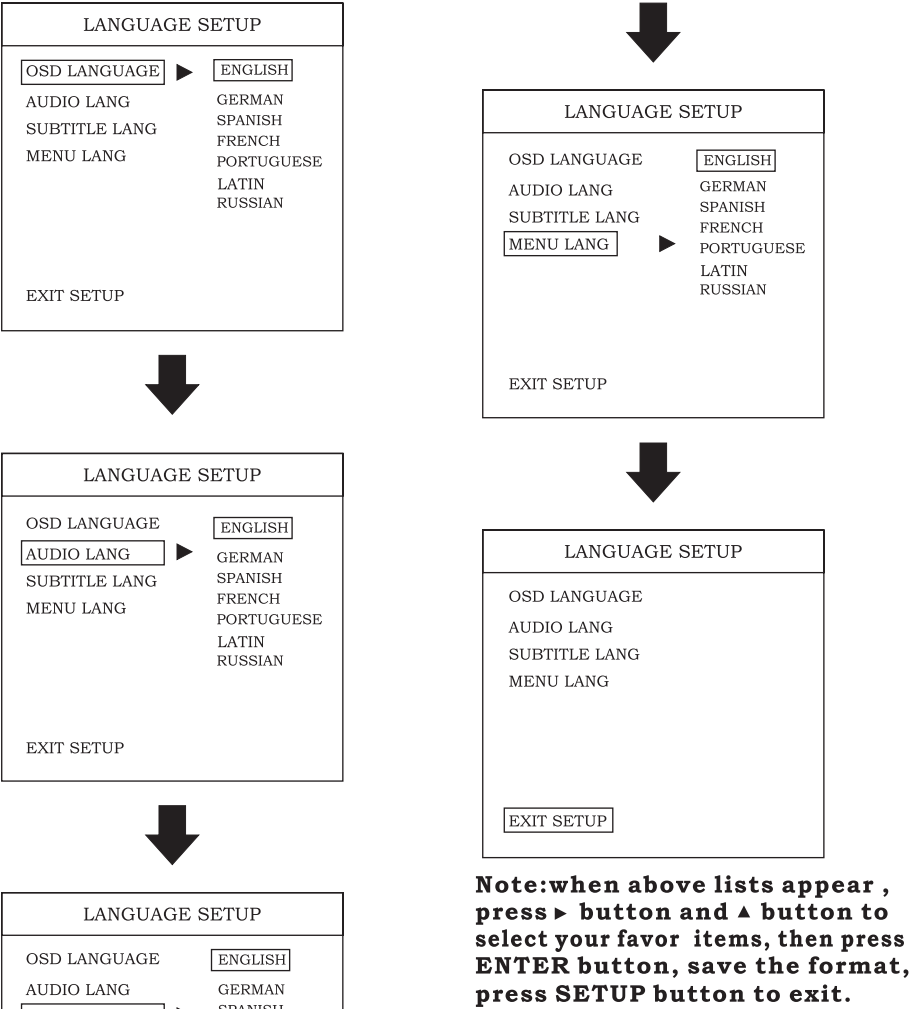 LANGUAGE SETUP
OSD LANGUAGE ► ENGLISH
AUDIO LANG GERMAN
SUBTITLE LANG SPANISH
FRENCH
MENU LANG PORTUGUESE
LATIN
RUSSIAN
EXIT SETUP
LANGUAGE SETUP
OSD LANGUAGE ENGLISH
AUDIO LANG ► GERMAN
SUBTITLE LANG SPANISH
FRENCH
MENU LANG PORTUGUESE
LATIN
RUSSIAN
EXIT SETUP
LANGUAGE SETUP
OSD LANGUAGE ENGLISH
AUDIO LANG GERMAN
SPANISH
LANGUAGE SETUP
OSD LANGUAGE ENGLISH
AUDIO LANG GERMAN
SUBTITLE LANG SPANISH
FRENCH
MENU LANG ► PORTUGUESE
LATIN
RUSSIAN
EXIT SETUP
LANGUAGE SETUP
OSD LANGUAGE
AUDIO LANG
SUBTITLE LANG
MENU LANG
EXIT SETUP
Note:when above lists appear ,
press ► button and ▲ button to
select your favor items, then press
ENTER button, save the format,
press SETUP button to exit.